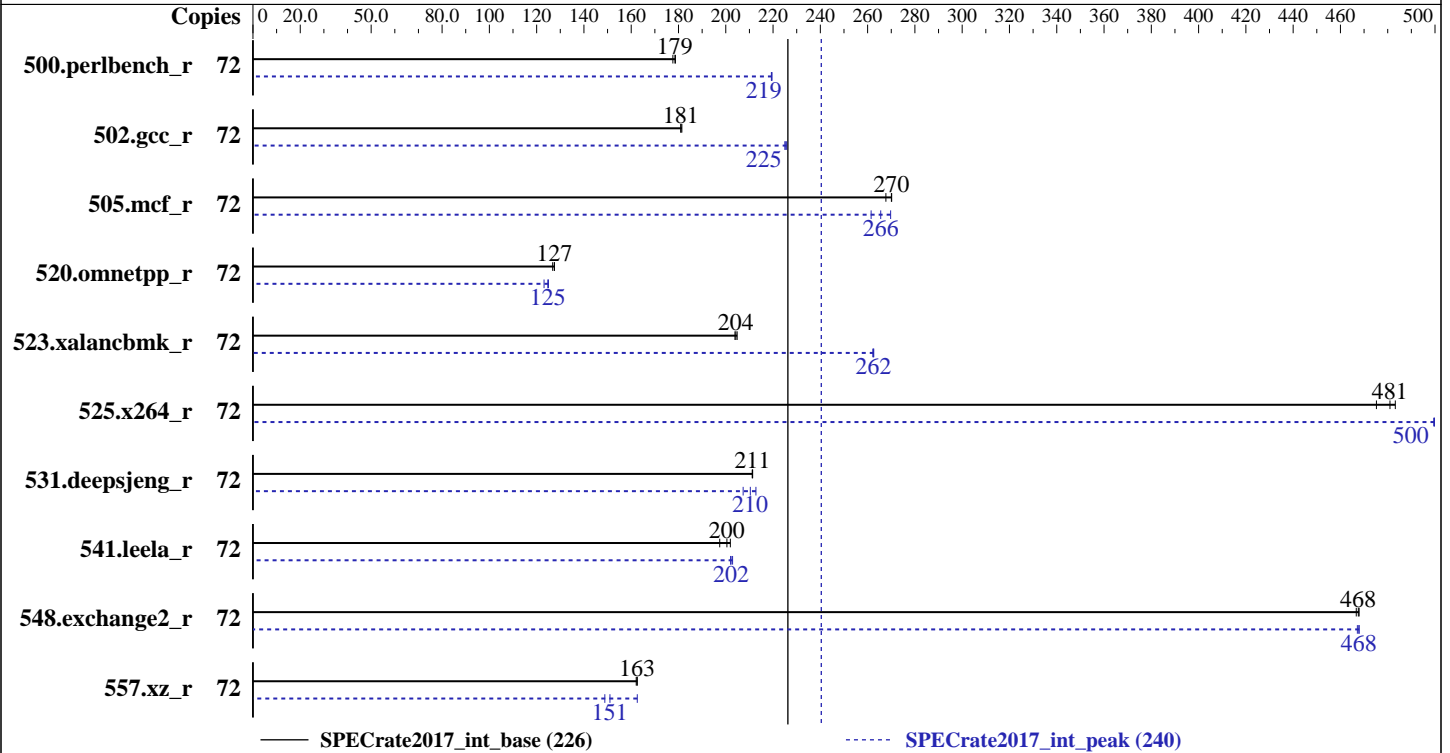 Copies 0 20.0 50.0 80.0 100 120 140 160 180 200 220 240 260 280 300 320 340 360 380 400 420 440 460 500
179
500.perlbench_r 72
219
181
502.gcc_r 72
225
270
505.mcf_r 72
266
127
520.omnetpp_r 72
125
204
523.xalancbmk_r 72
262
481
525.x264_r 72
500
211
531.deepsjeng_r 72
210
200
541.leela_r 72
202
468
548.exchange2_r 72
468
163
557.xz_r 72
151
SPECrate2017_int_base (226) SPECrate2017_int_peak (240)